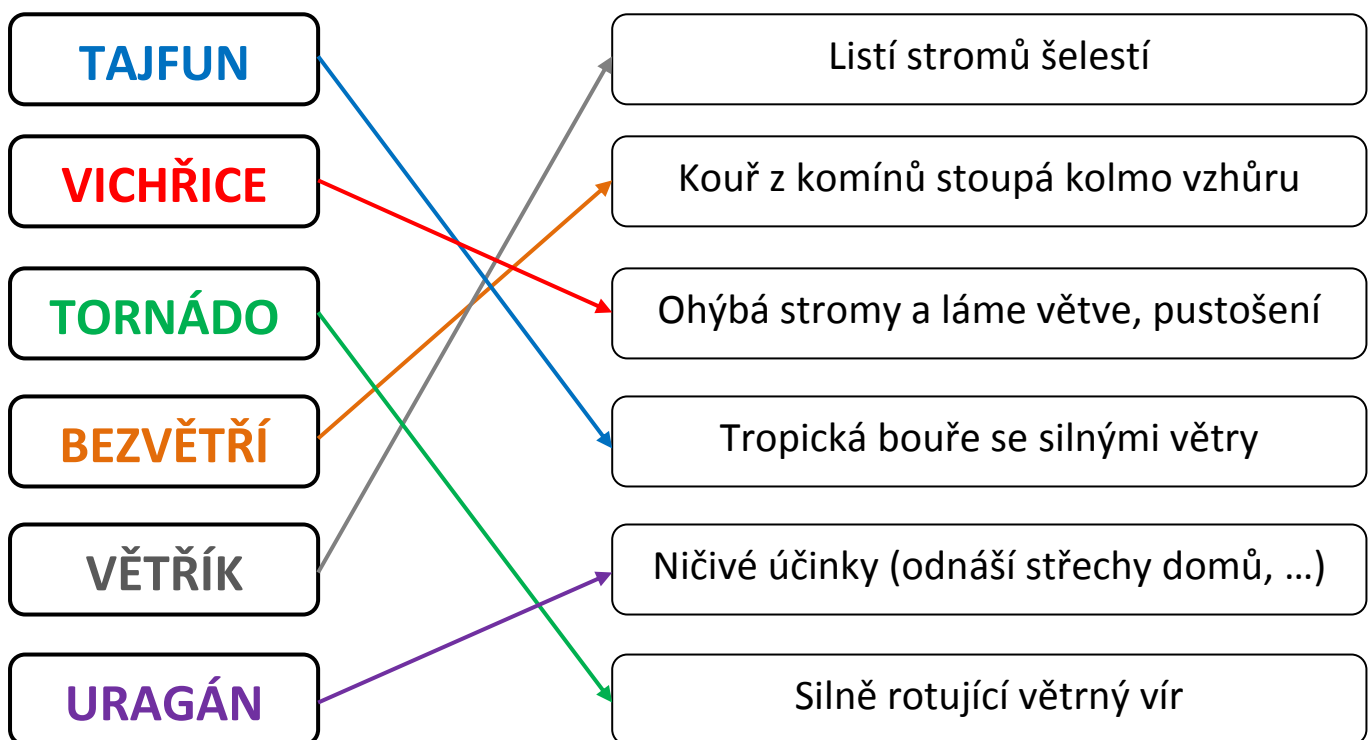 TAJFUN
Listí stromů šelestí
VICHŘICE
Kouř z komínů stoupá kolmo vzhůru
TORNÁDO
Ohýbá stromy a láme větve, pustošení
BEZVĚTŘÍ
Tropická bouře se silnými větry
VĚTŘÍK
Ničivé účinky (odnáší střechy domů, …)
URAGÁN
Silně rotující větrný vír